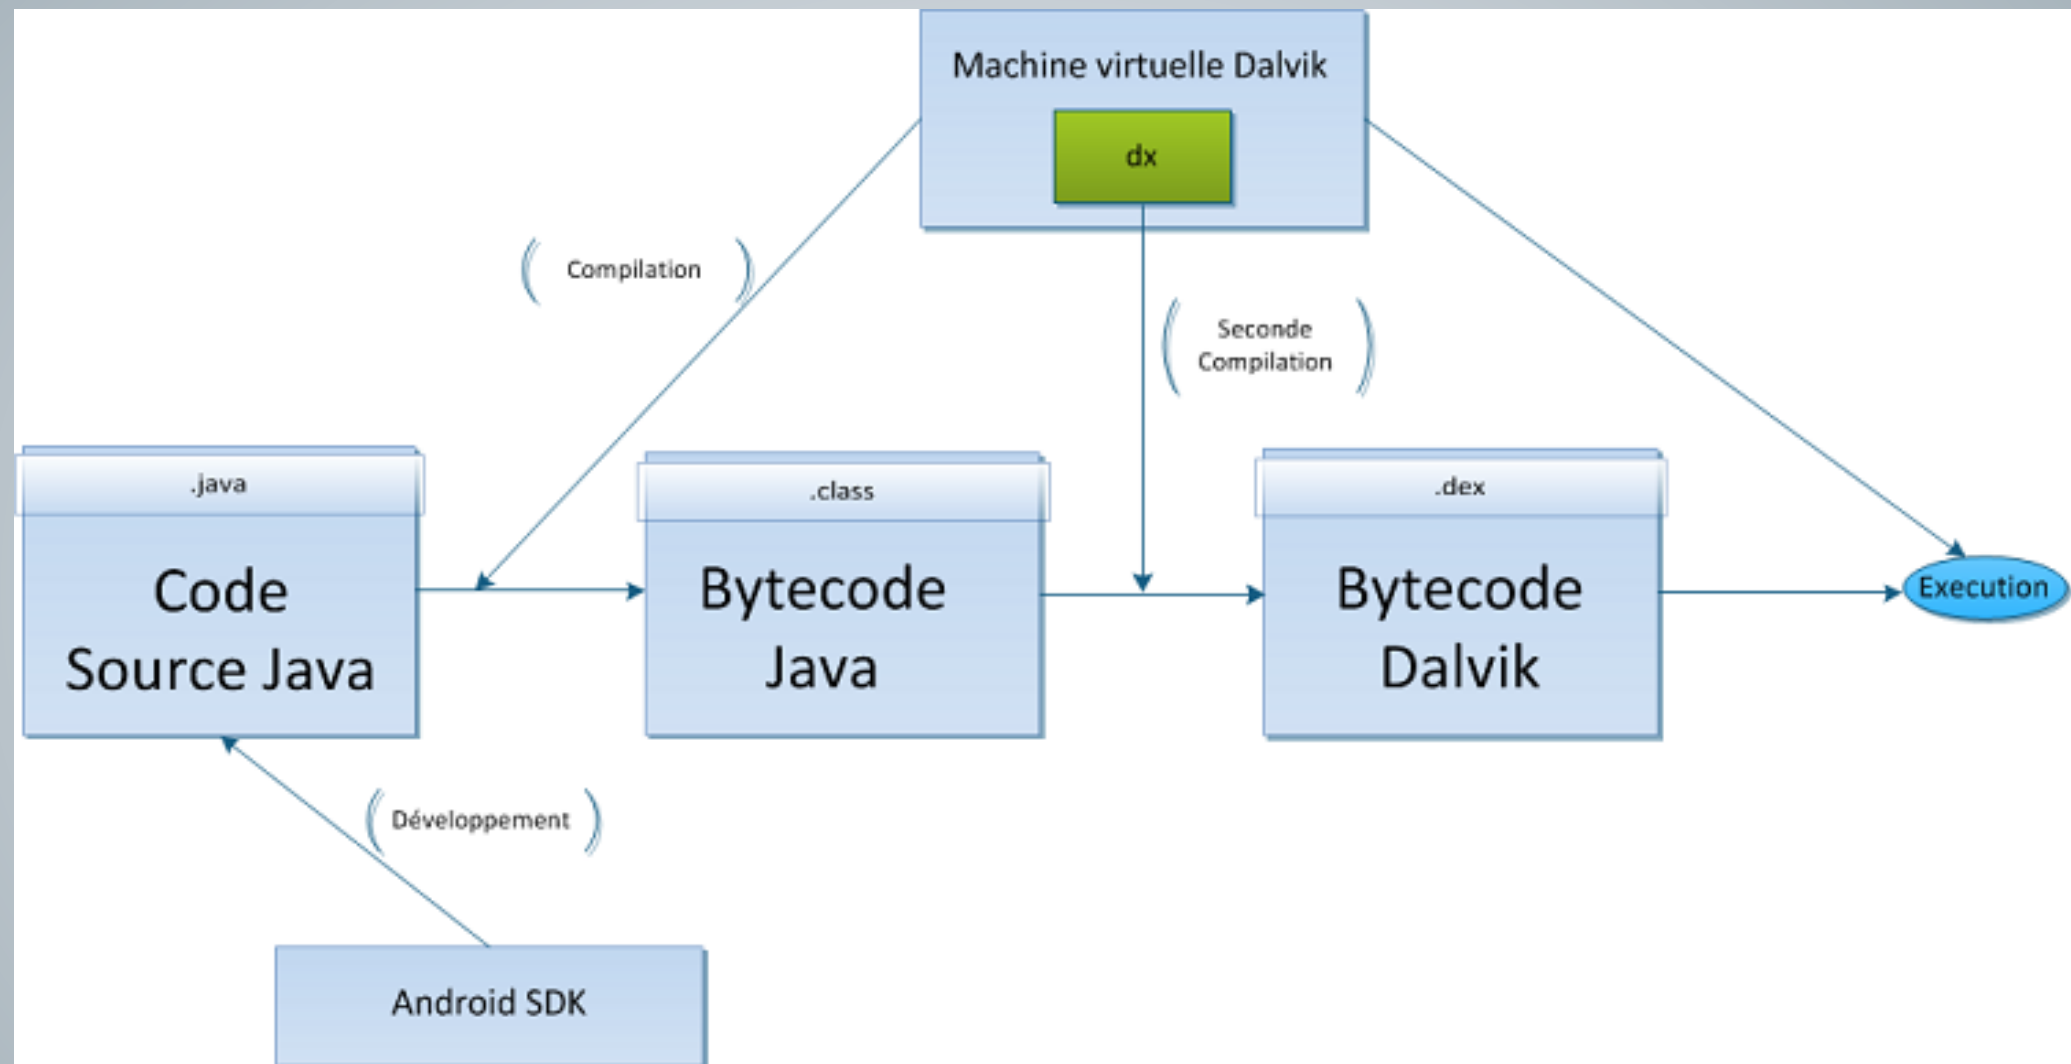 Machine virtuelle Dalvik
dx
Compilation
Seconde
Compilation
.java
Code
Source Java
.class
Bytecode
Java
.dex
Bytecode
Dalvik
Execution
Développement
Android SDK